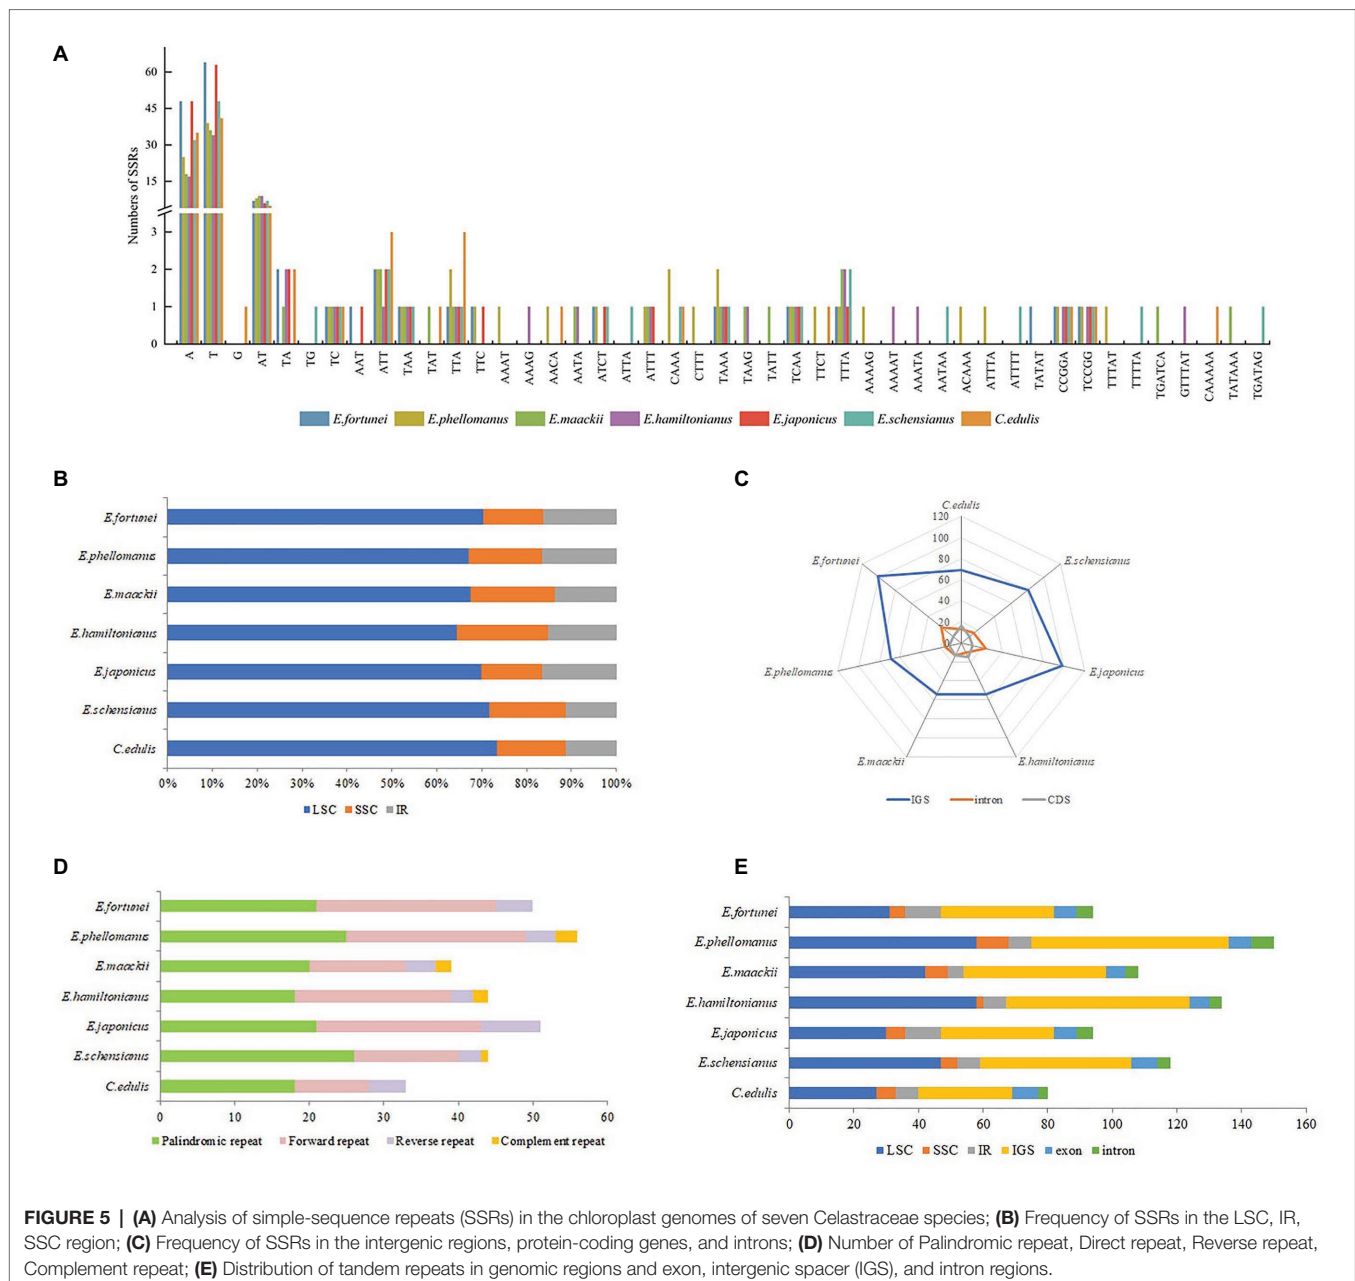 A
Numbers of SSRs
60
45
30
15
3
2
1
0
A T G AT TA TG TC AAT ATT TAA TAT TTA TTC AAAT AAAG AACA AATA ATCT ATTA ATTT CAAA CTTT TAAA TAAG TATT TCAA TTCT TTTA AAAAG AAAAT AAATA AATAA ACAAA ATTTA ATTTT TATAT CCGGA TCCGG TTTAT TTTTA TGATCA GTTTAT CAAAAA TATAAA TGATAG
E.fortunei E.phellomanus E.maackii E.hamiltonianus E.japonicus E.schensianus C.edulis
B
E.fortunei
E.phellomanus
E.maackii
E.hamiltonianus
E.japonicus
E.schensianus
C.edulis
0% 10% 20% 30% 40% 50% 60% 70% 80% 90% 100%
LSC SSC IR
C
C.edulis
120
100
80
60
40
20
0
E.fortunei
E.schensianus
E.phellomanus
E.japonicus
E.maackii
E.hamiltonianus
IGS intron CDS
D
E.fortunei
E.phellomanus
E.maackii
E.hamiltonianus
E.japonicus
E.schensianus
C.edulis
0 10 20 30 40 50 60
Palindromic repeat Forward repeat Reverse repeat Complement repeat
E
E.fortunei
E.phellomanus
E.maackii
E.hamiltonianus
E.japonicus
E.schensianus
C.edulis
0 20 40 60 80 100 120 140 160
LSC SSC IR IGS exon intron
FIGURE 5 | (A) Analysis of simple-sequence repeats (SSRs) in the chloroplast genomes of seven Celastraceae species; (B) Frequency of SSRs in the LSC, IR,
SSC region; (C) Frequency of SSRs in the intergenic regions, protein-coding genes, and introns; (D) Number of Palindromic repeat, Direct repeat, Reverse repeat,
Complement repeat; (E) Distribution of tandem repeats in genomic regions and exon, intergenic spacer (IGS), and intron regions.